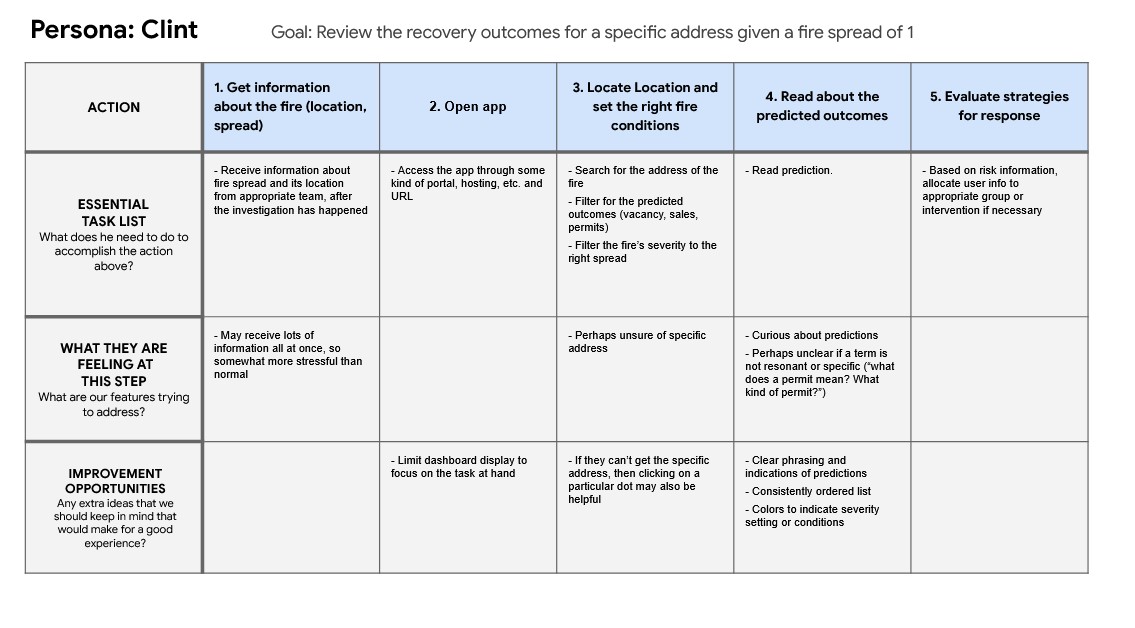 Persona: Clint
Goal: Review the recovery outcomes for a specific address given a fire spread of 1
ACTION
1. Get information
about the fire (location,
spread)
2. Open app
3. Locate Location and
set the right fire
conditions
4. Read about the
predicted outcomes
5. Evaluate strategies
for response
ESSENTIAL
TASK LIST
What does he need to do to
accomplish the action
above?
- Receive information about
fire spread and its location
from appropriate team, after
the investigation has happened
- Access the app through some
kind of portal, hosting, etc. and
URL
- Search for the address of the
fire
- Filter for the predicted
outcomes (vacancy, sales,
permits)
- Filter the fire's severity to the
right spread
- Read prediction.
- Based on risk information,
allocate user info to
appropriate group or
intervention if necessary
WHAT THEY ARE
FEELING AT
THIS STEP
What are our features trying
to address?
- May receive lots of
information all at once, so
somewhat more stressful than
normal
- Perhaps unsure of specific
address
- Curious about predictions
- Perhaps unclear if a term is
not resonant or specific (“what
does a permit mean? What
kind of permit?”)
IMPROVEMENT
OPPORTUNITIES
Any extra ideas that we
should keep in mind that
would make for a good
experience?
- Limit dashboard display to
focus on the task at hand
- If they can't get the specific
address, then clicking on a
particular dot may also be
helpful
- Clear phrasing and
indications of predictions
- Consistently ordered list
- Colors to indicate severity
setting or conditions